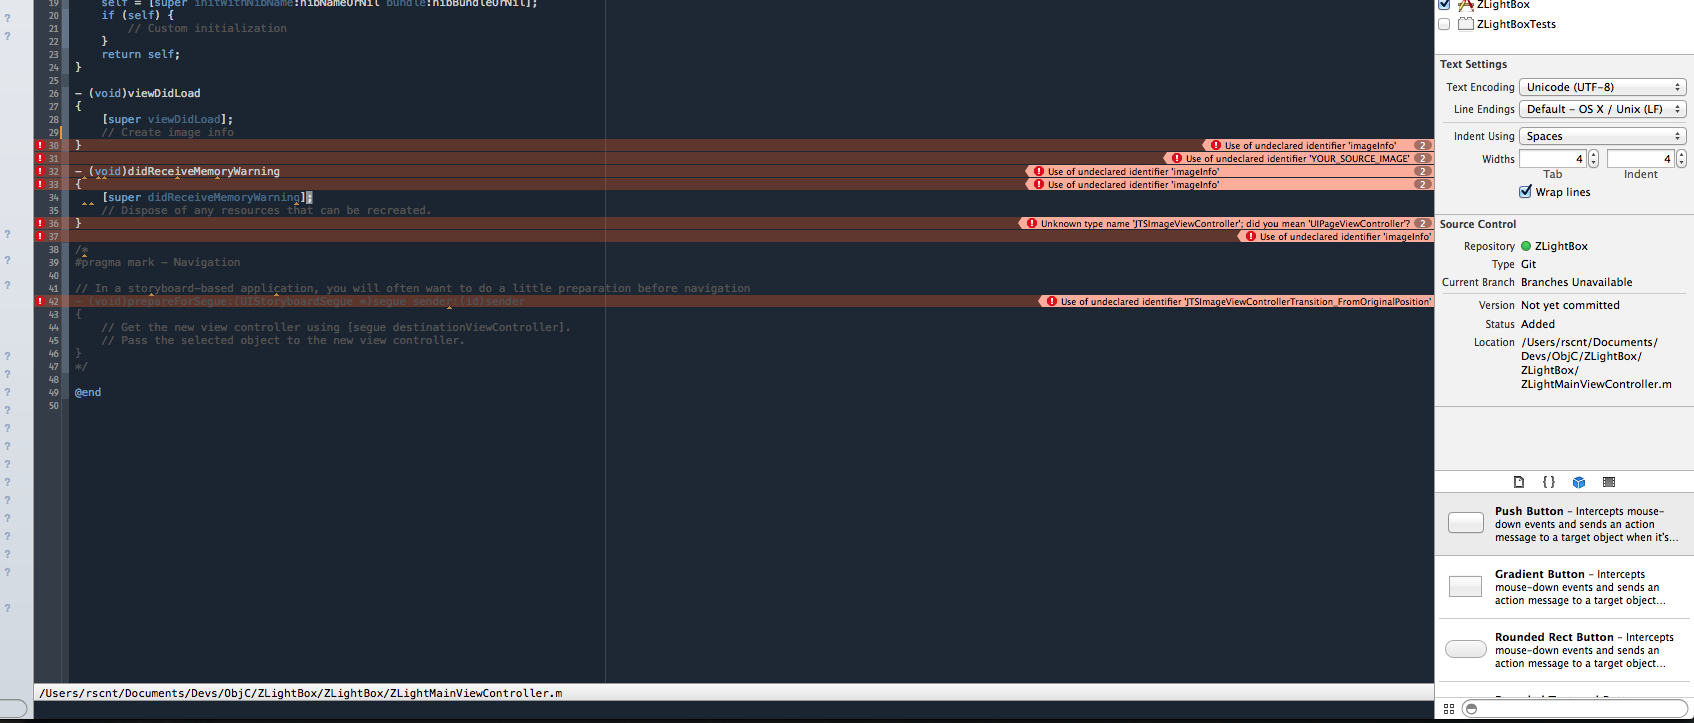 19 self = [super initWithNibName:nibNameOrNil bundle:nibBundleOrNil];
20 if (self) {
21 // Custom initialization
22 }
23 return self;
24 }
25
26 - (void)viewDidLoad
27 {
28 [super viewDidLoad];
29 // Create image info
30 } Use of undeclared identifier 'imageInfo' 2
31 Use of undeclared identifier 'YOUR_SOURCE_IMAGE' 2
32 - (void)didReceiveMemoryWarning Use of undeclared identifier 'imageInfo' 2
33 { Use of undeclared identifier 'imageInfo' 2
34 [super didReceiveMemoryWarning];
35 // Dispose of any resources that can be recreated.
36 } Unknown type name 'JTSImageViewController'; did you mean 'UIPageViewController'? 2
37 Use of undeclared identifier 'imageInfo'
38 /*
39 #pragma mark - Navigation
40
41 // In a storyboard-based application, you will often want to do a little preparation before navigation
42 - (void)prepareForSegue:(UIStoryboardSegue *)segue sender:(id)sender Use of undeclared identifier 'JTSImageViewControllerTransition_FromOriginalPosition'
43 {
44 // Get the new view controller using [segue destinationViewController].
45 // Pass the selected object to the new view controller.
46 }
47 */
48
49 @end
50
/Users/rscnt/Documents/Devs/ObjC/ZLightBox/ZLightBox/ZLightMainViewController.m
ZLightBox
ZLightBoxTests
Text Settings
Text Encoding Unicode (UTF-8)
Line Endings Default - OS X / Unix (LF)
Indent Using Spaces
Widths 4 4
Tab Indent
Wrap lines
Source Control
Repository ZLightBox
Type Git
Current Branch Branches Unavailable
Version Not yet committed
Status Added
Location /Users/rscnt/Documents/
Devs/ObjC/ZLightBox/
ZLightBox/
ZLightMainViewController.m
{ }
Push Button - Intercepts mouse-
down events and sends an action
message to a target object when it's...
Gradient Button - Intercepts
mouse-down events and sends an
action message to a target object...
Rounded Rect Button - Intercepts
mouse-down events and sends an
action message to a target object...